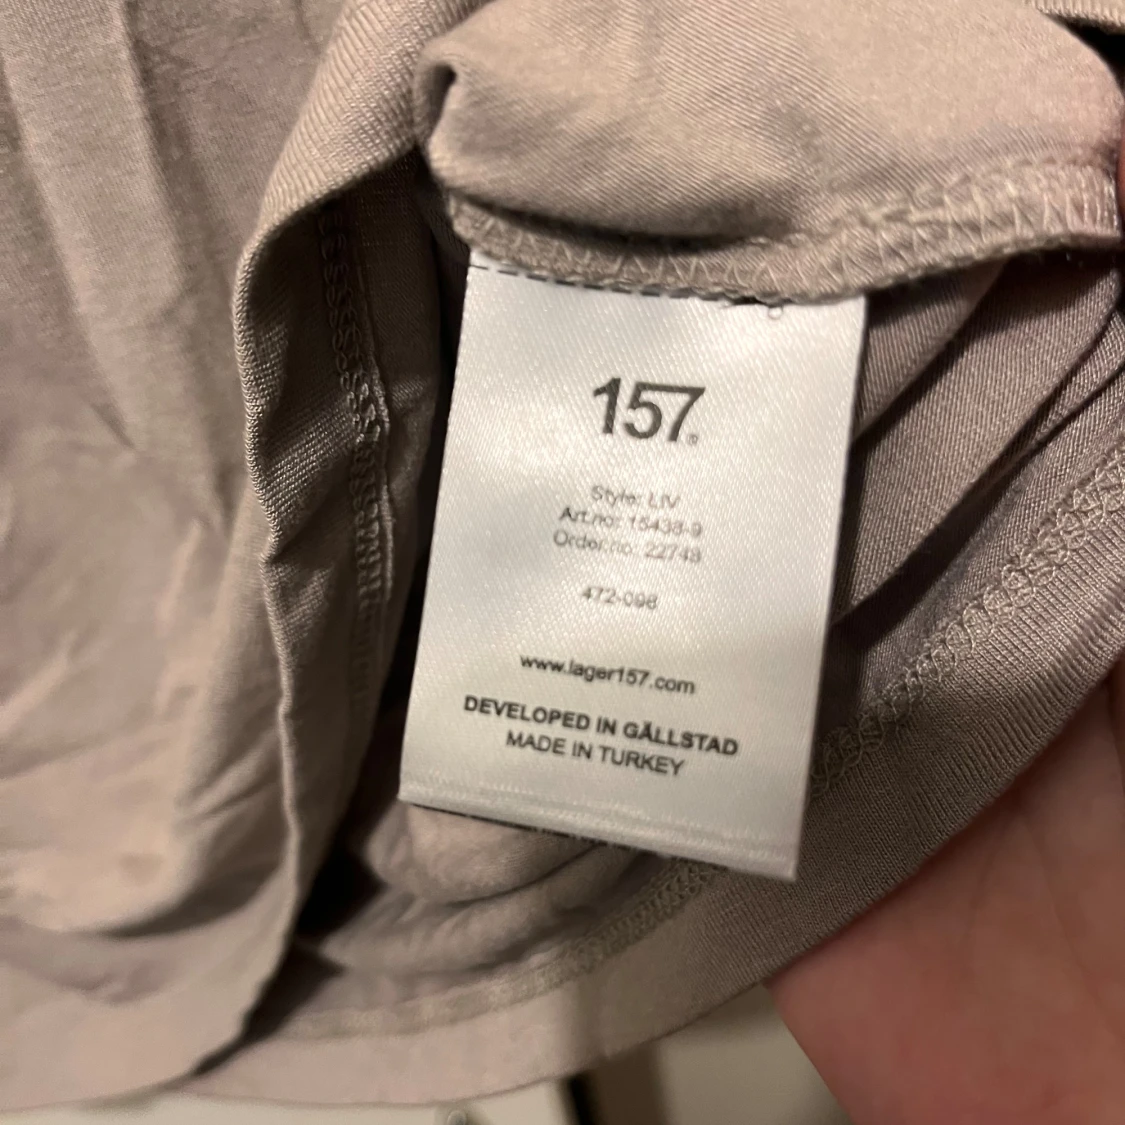 157®
Style: LIV
Art.no: 15438-9
Order.no: 22748
472-098
www.lager157.com
DEVELOPED IN GÄLLSTAD
MADE IN TURKEY